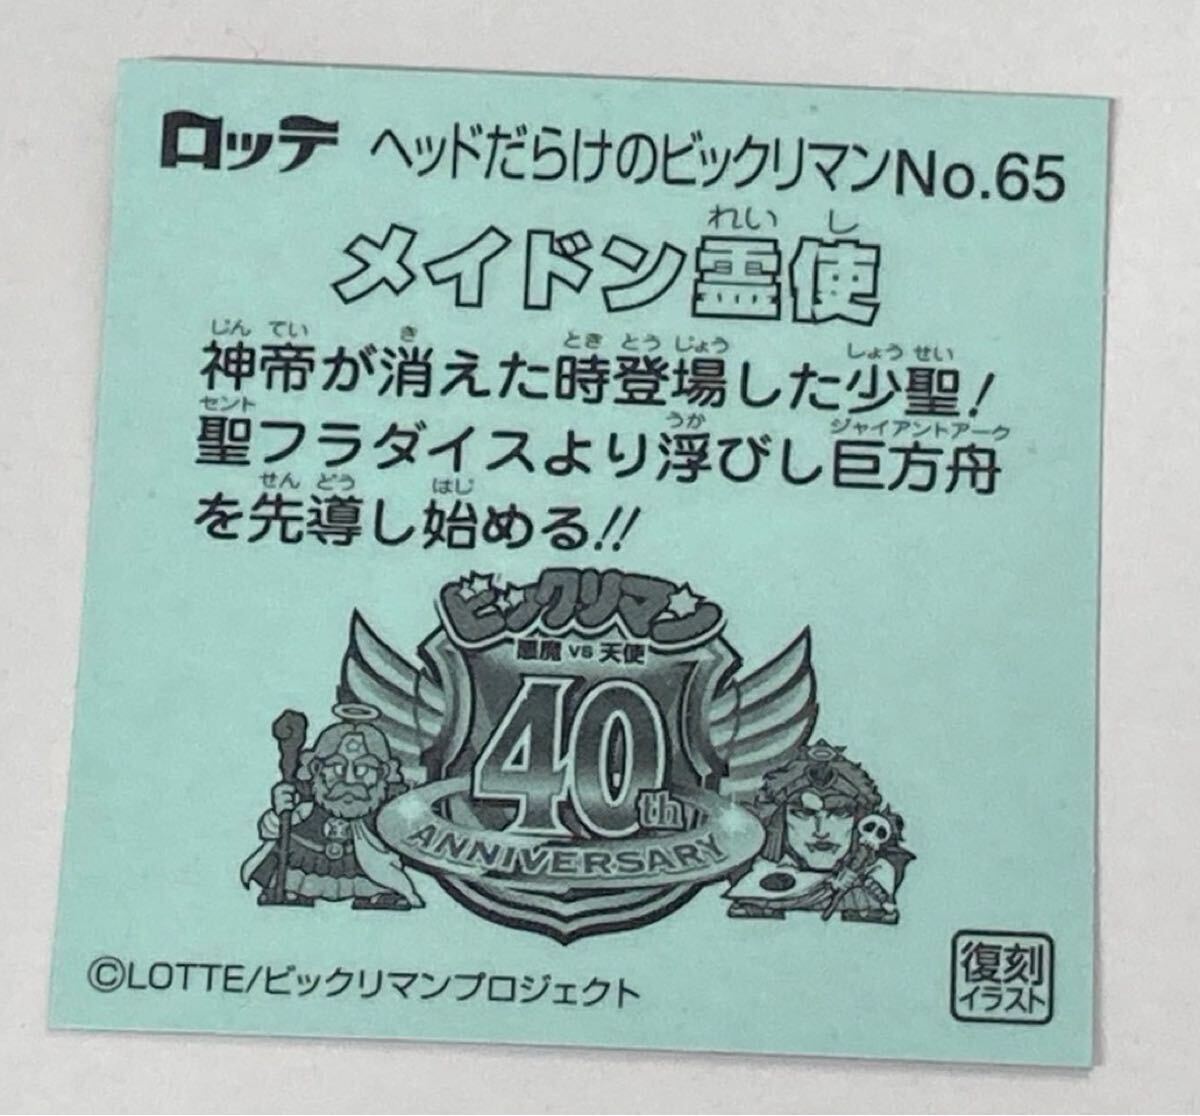 ロッテ ヘッドだらけのビックリマンNo.65
れいし
メイドン霊使
じんてい き とき とうじょう しょうせい
神帝が消えた時登場した少聖!
セント うか ジャイアントアーク
聖フラダイスより浮びし巨方舟
せんどう はじ
を先導し始める!!
ビックリマン
悪魔 VS 天使
40th
ANNIVERSARY
©LOTTE/ビックリマンプロジェクト
復刻
イラスト